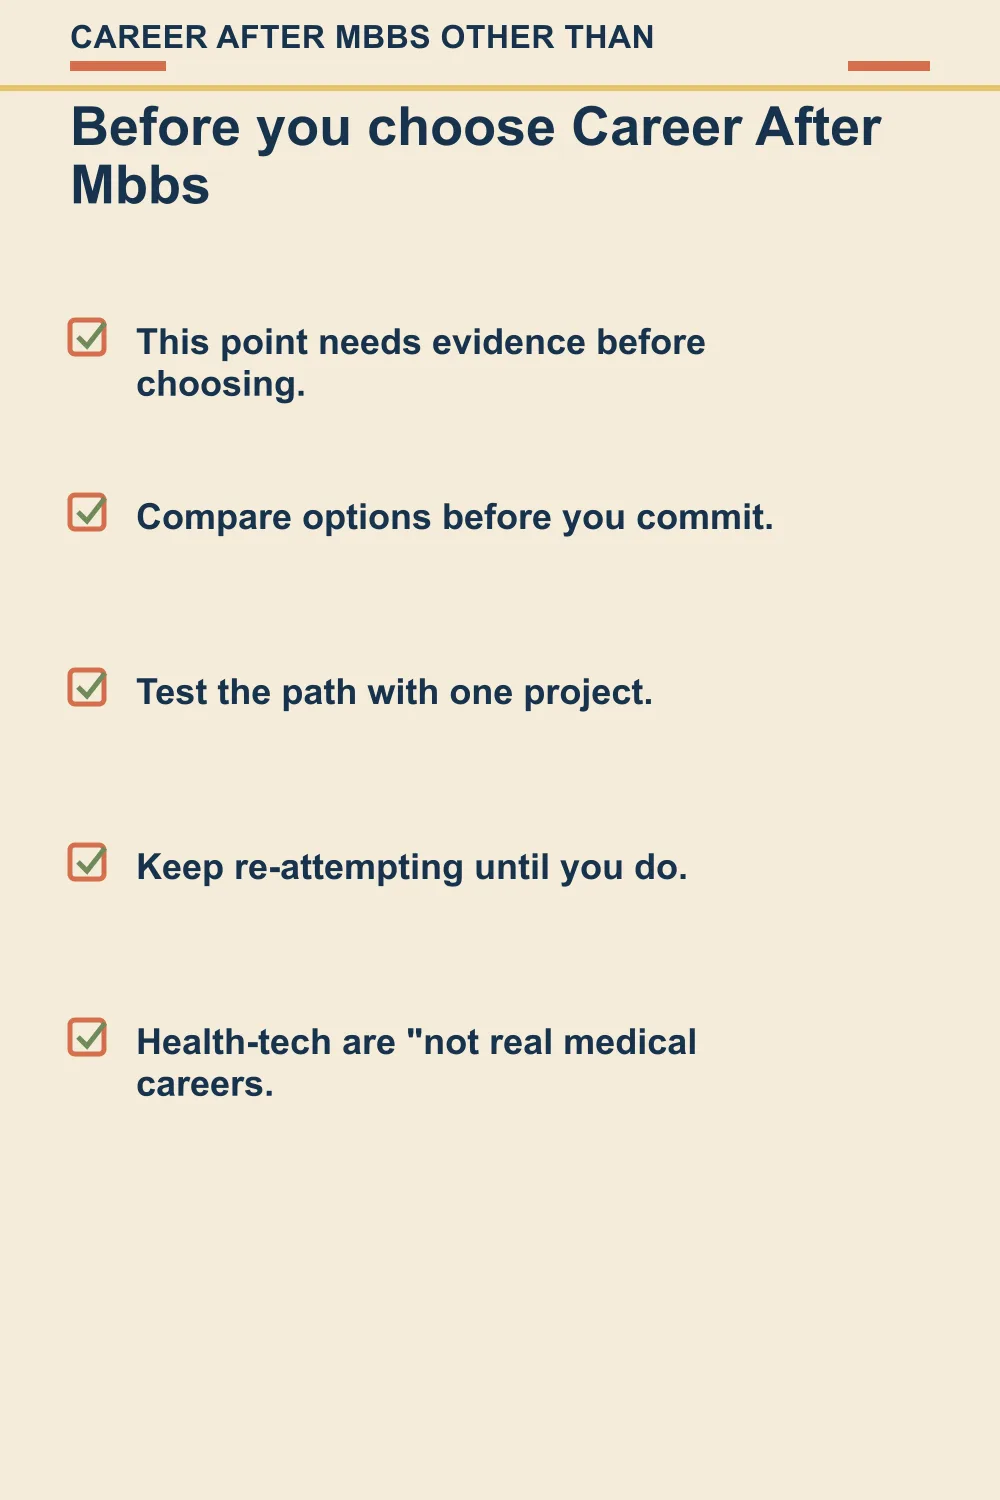 CAREER AFTER MBBS OTHER THAN
Before you choose Career After
Mbbs
This point needs evidence before
choosing.
Compare options before you commit.
Test the path with one project.
Keep re-attempting until you do.
Health-tech are "not real medical
careers.